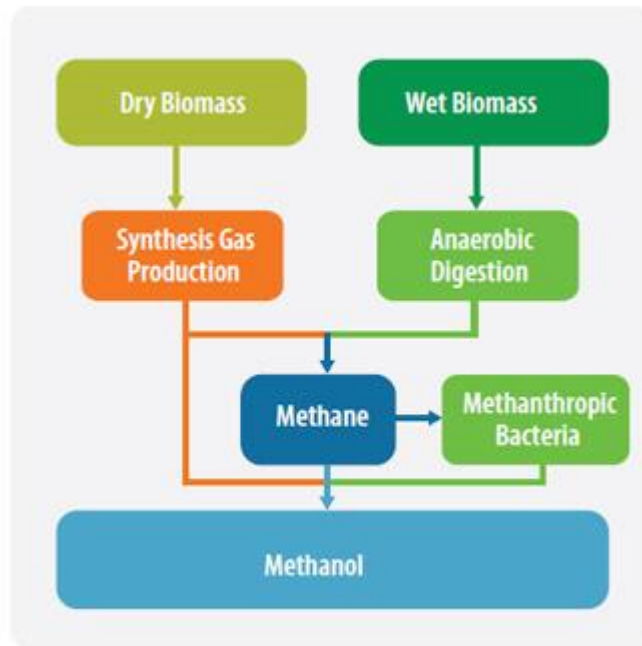 Dry Biomass
Wet Biomass
Synthesis Gas
Production
Anaerobic
Digestion
Methane
Methanthropic
Bacteria
Methanol